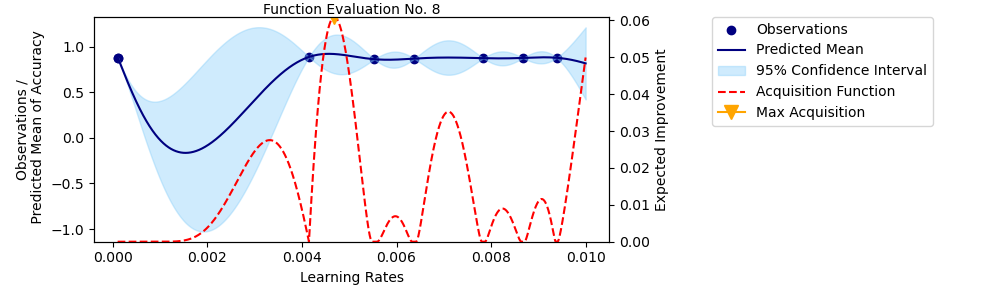 Function Evaluation No. 8
Observations /
Predicted Mean of Accuracy
1.0
0.5
0.0
−0.5
−1.0
0.000
0.002
0.004
0.006
0.008
0.010
Learning Rates
0.06
0.05
0.04
0.03
0.02
0.01
0.00
Expected Improvement
Observations
Predicted Mean
95% Confidence Interval
Acquisition Function
Max Acquisition